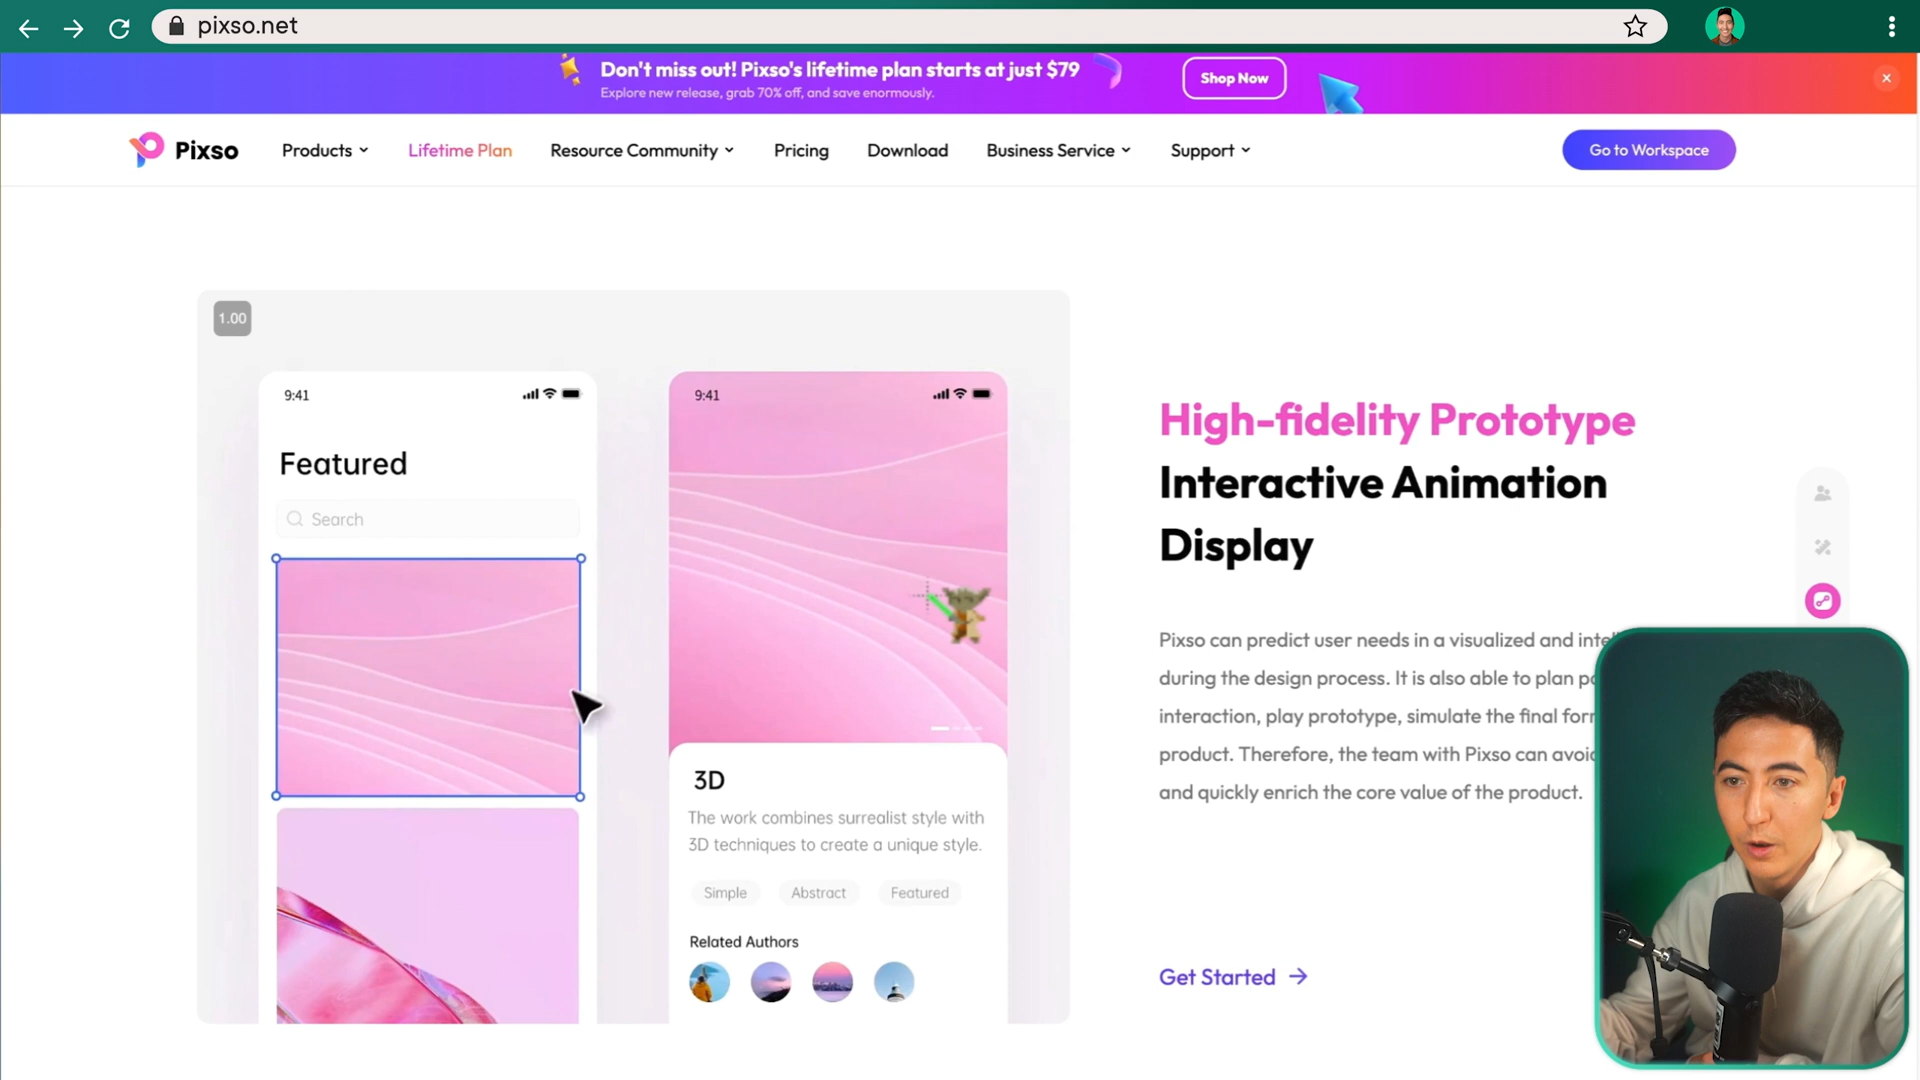 pixso.net
Don't miss out! Pixso's lifetime plan starts at just $79
Explore new release, grab 70% off, and save enormously.
Shop Now
Pixso
Products
Lifetime Plan
Resource Community
Pricing
Download
Business Service
Support
Go to Workspace
1.00
9:41
Featured
Search
9:41
3D
The work combines surrealist style with
3D techniques to create a unique style.
Simple
Abstract
Featured
Related Authors
High-fidelity Prototype
Interactive Animation
Display
Pixso can predict user needs in a visualized and
during the design process. It is also able to plan
interaction, play prototype, simulate the final
product. Therefore, the team with Pixso can
and quickly enrich the core value of the product.
Get Started